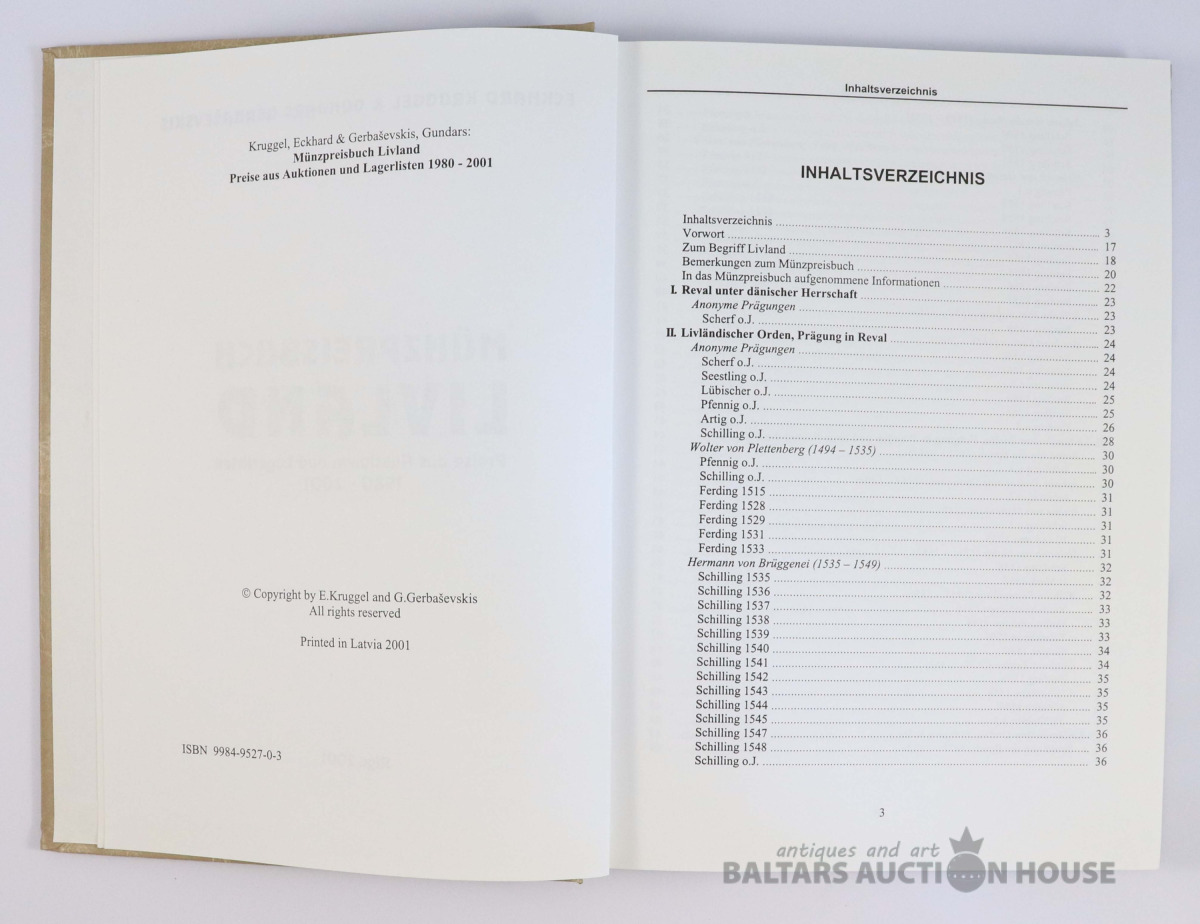 Kruggel, Eckhard & Gerbaševskis, Gundars:
Münzpreisbuch Livland
Preise aus Auktionen und Lagerlisten 1980 - 2001
© Copyright by E.Kruggel and G.Gerbaševskis
All rights reserved
Printed in Latvia 2001
ISBN 9984-9527-0-3
Inhaltsverzeichnis
INHALTSVERZEICHNIS
Inhaltsverzeichnis ... 3
Vorwort ... 17
Zum Begriff Livland ... 18
Bemerkungen zum Münzpreisbuch ... 20
In das Münzpreisbuch aufgenommene Informationen ... 22
I. Reval unter dänischer Herrschaft ... 23
Anonyme Prägungen ... 23
Scherf o.J. ... 23
II. Livländischer Orden, Prägung in Reval ... 24
Anonyme Prägungen ... 24
Scherf o.J. ... 24
Seestling o.J. ... 24
Lübischer o.J. ... 25
Pfennig o.J. ... 25
Artig o.J. ... 26
Schilling o.J. ... 28
Wolter von Plettenberg (1494 – 1535) ... 30
Pfennig o.J. ... 30
Schilling o.J. ... 30
Ferding 1515 ... 31
Ferding 1528 ... 31
Ferding 1529 ... 31
Ferding 1531 ... 31
Ferding 1533 ... 31
Hermann von Brüggenei (1535 – 1549) ... 32
Schilling 1535 ... 32
Schilling 1536 ... 32
Schilling 1537 ... 33
Schilling 1538 ... 33
Schilling 1539 ... 33
Schilling 1540 ... 34
Schilling 1541 ... 34
Schilling 1542 ... 35
Schilling 1543 ... 35
Schilling 1544 ... 35
Schilling 1545 ... 35
Schilling 1547 ... 36
Schilling 1548 ... 36
Schilling o.J. ... 36
3
antiques and art
BALTARS AUCTION HOUSE